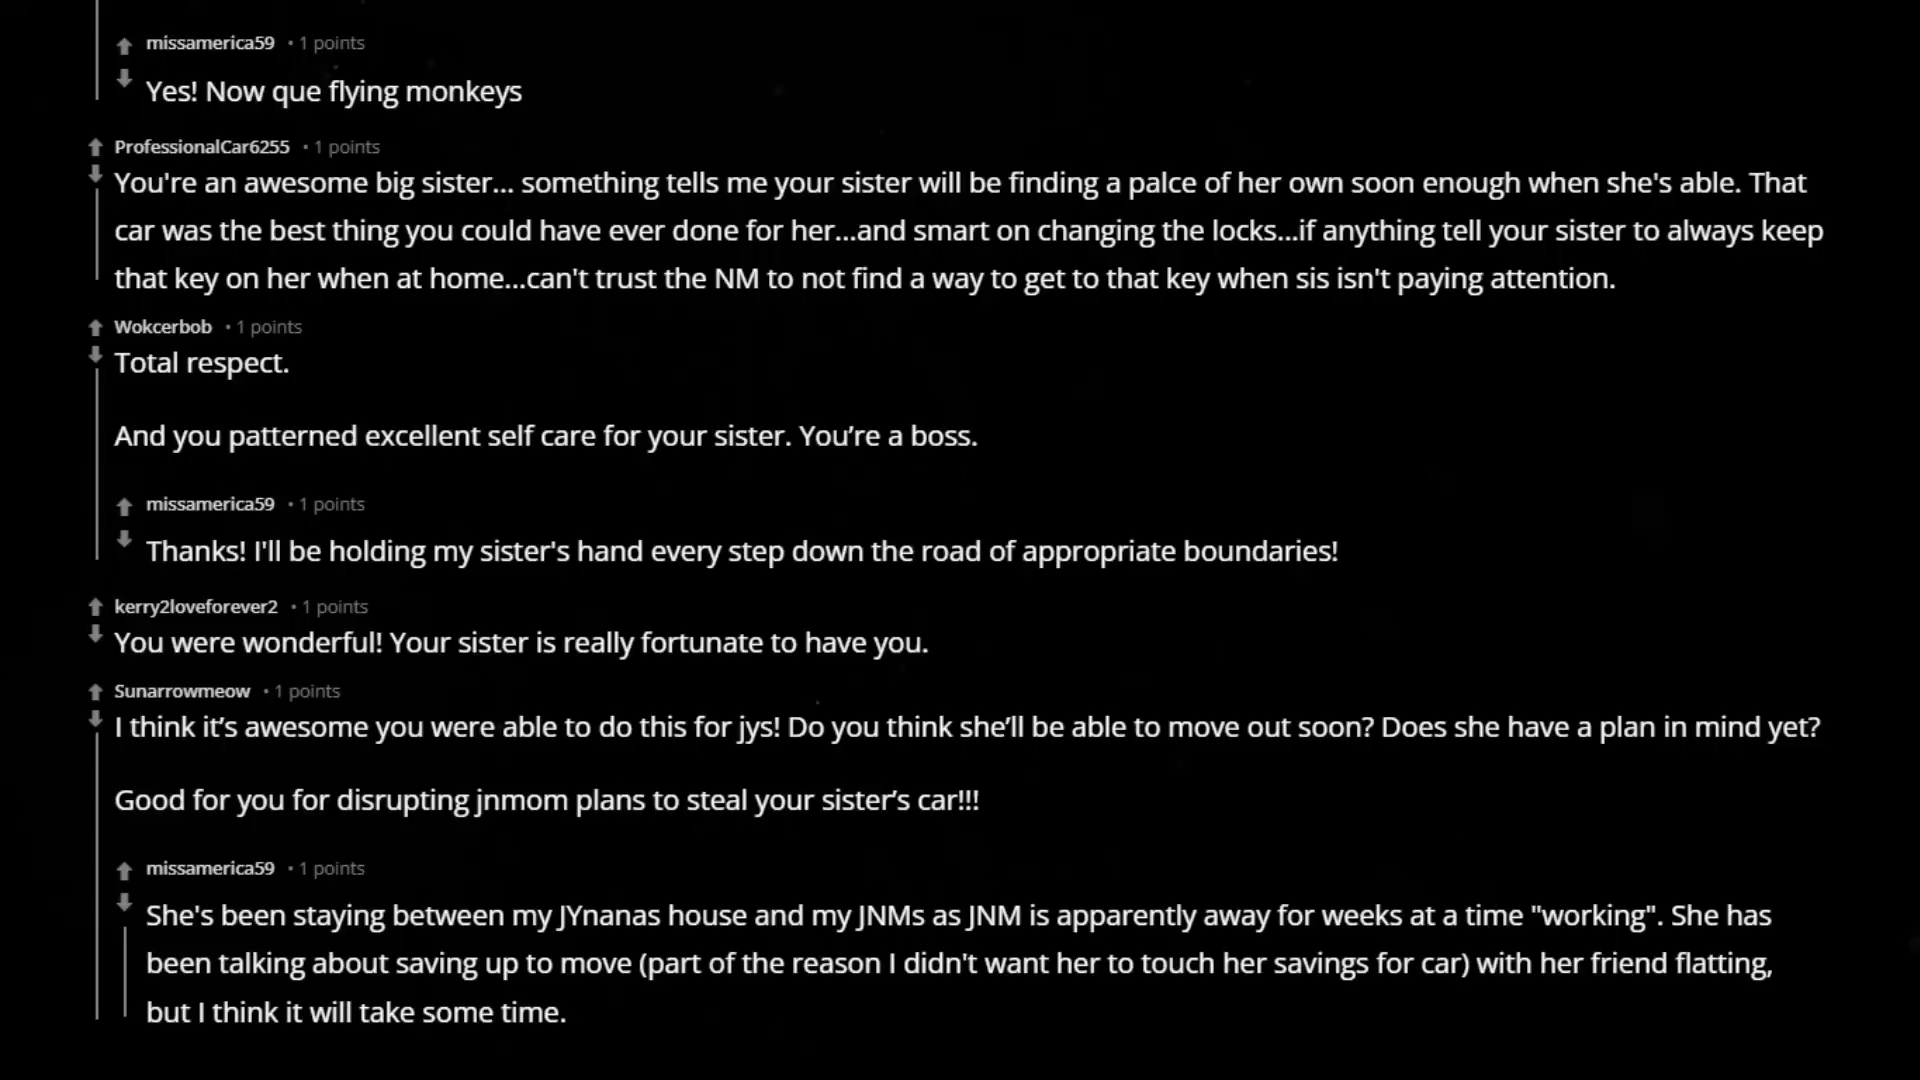 missamerica59 • 1 points
Yes! Now que flying monkeys
ProfessionalCar6255 • 1 points
You're an awesome big sister... something tells me your sister will be finding a palce of her own soon enough when she's able. That
car was the best thing you could have ever done for her...and smart on changing the locks...if anything tell your sister to always keep
that key on her when at home...can't trust the NM to not find a way to get to that key when sis isn't paying attention.
Wokcerbob • 1 points
Total respect.
And you patterned excellent self care for your sister. You’re a boss.
missamerica59 • 1 points
Thanks! I'll be holding my sister's hand every step down the road of appropriate boundaries!
kerry2loveforever2 • 1 points
You were wonderful! Your sister is really fortunate to have you.
Sunarrowmeow • 1 points
I think it’s awesome you were able to do this for jys! Do you think she’ll be able to move out soon? Does she have a plan in mind yet?
Good for you for disrupting jnmom plans to steal your sister’s car!!!
missamerica59 • 1 points
She's been staying between my JYnanas house and my JNMs as JNM is apparently away for weeks at a time "working". She has
been talking about saving up to move (part of the reason I didn't want her to touch her savings for car) with her friend flatting,
but I think it will take some time.